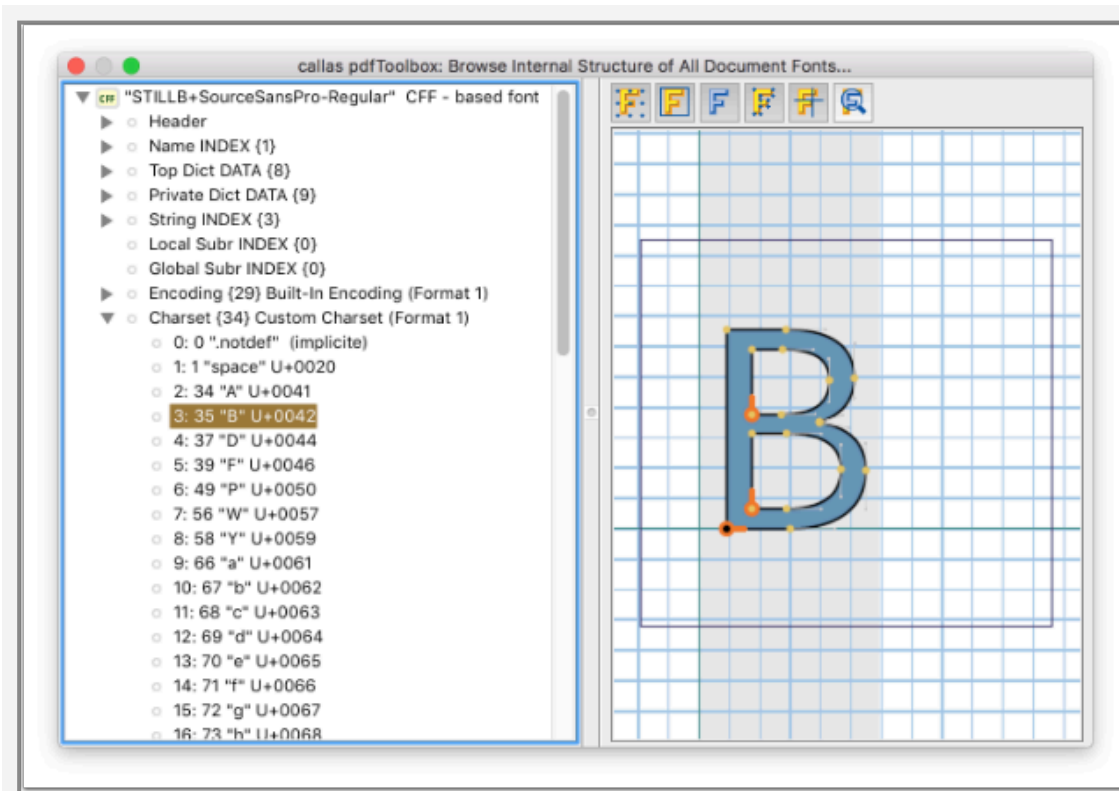 callas pdfToolbox: Browse Internal Structure of All Document Fonts...
CFF "STILLB+SourceSansPro-Regular" CFF - based font
Header
Name INDEX {1}
Top Dict DATA {8}
Private Dict DATA {9}
String INDEX {3}
Local Subr INDEX {0}
Global Subr INDEX {0}
Encoding {29} Built-In Encoding (Format 1)
Charset {34} Custom Charset (Format 1)
0: 0 ".notdef" (implicite)
1: 1 "space" U+0020
2: 34 "A" U+0041
3: 35 "B" U+0042
4: 37 "D" U+0044
5: 39 "F" U+0046
6: 49 "P" U+0050
7: 56 "W" U+0057
8: 58 "Y" U+0059
9: 66 "a" U+0061
10: 67 "b" U+0062
11: 68 "c" U+0063
12: 69 "d" U+0064
13: 70 "e" U+0065
14: 71 "f" U+0066
15: 72 "g" U+0067
16: 73 "h" U+0068
B